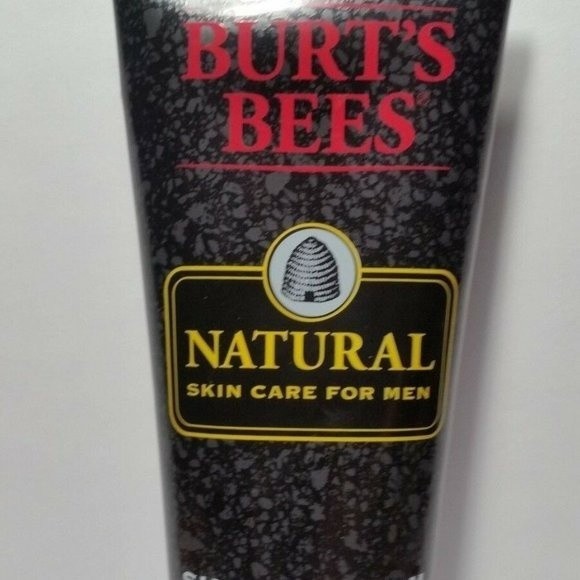 BURT'S
BEES®
NATURAL
SKIN CARE FOR MEN